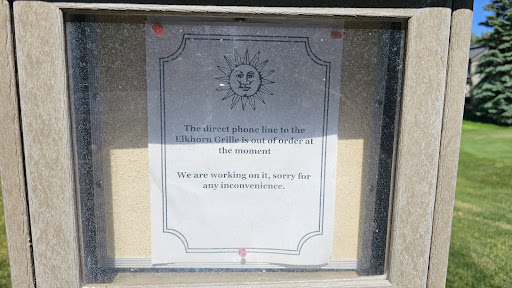 The direct phone line to the
Elkhorn Grille is out of order at
the moment
We are working on it, sorry for
any inconvenience.